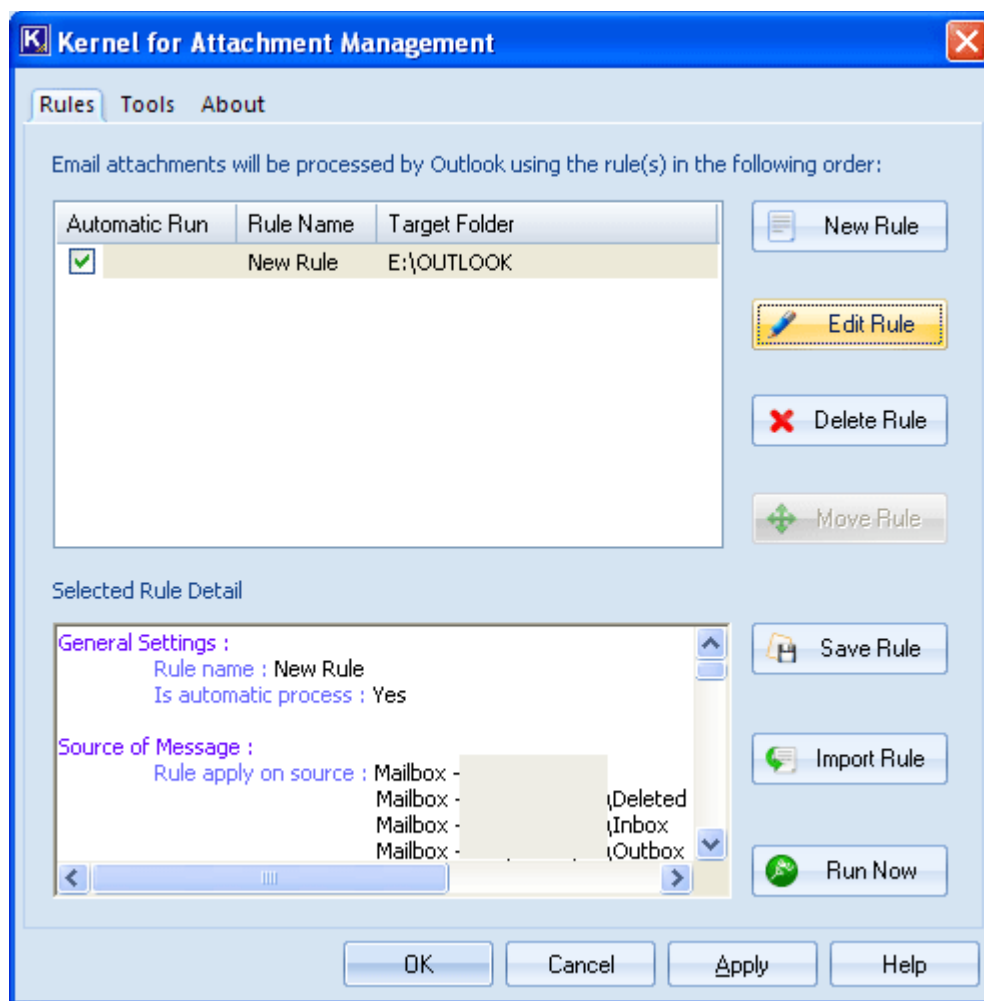 K Kernel for Attachment Management
Rules Tools About
Email attachments will be processed by Outlook using the rule(s) in the following order:
Automatic Run Rule Name Target Folder
New Rule E:\OUTLOOK
New Rule
Edit Rule
Delete Rule
Move Rule
Selected Rule Detail
General Settings :
Rule name : New Rule
Is automatic process : Yes
Source of Message :
Rule apply on source : Mailbox -
Mailbox - \Deleted
Mailbox - \Inbox
Mailbox - \Outbox
Save Rule
Import Rule
Run Now
OK Cancel Apply Help